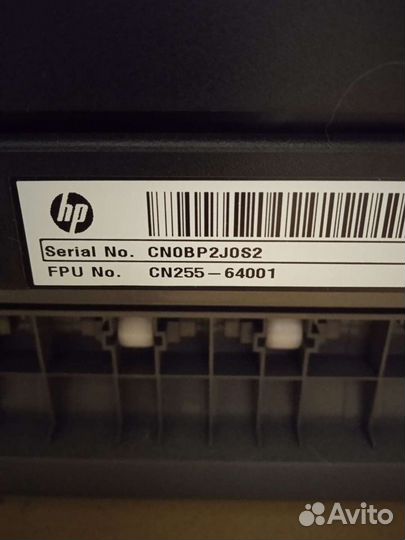 hp
Serial No. CN0BP2J0S2
FPU No. CN255-64001
Avito